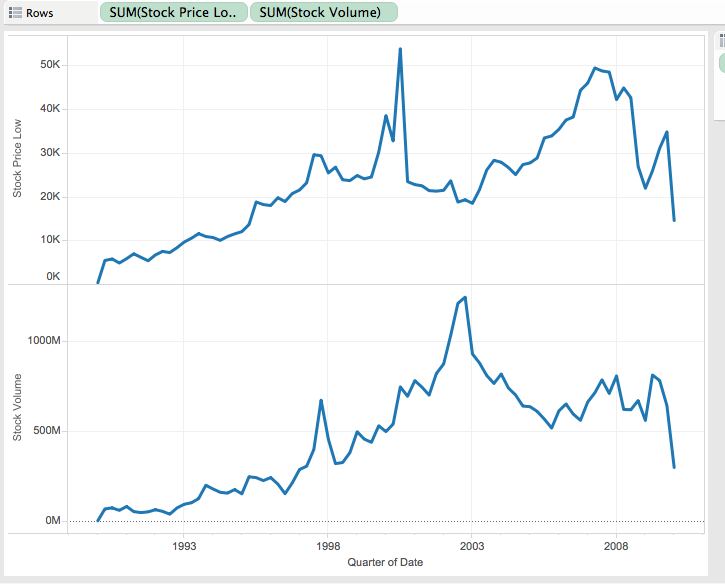 Rows
SUM(Stock Price Lo..
SUM(Stock Volume)
Stock Price Low
50K
40K
30K
20K
10K
0K
Stock Volume
1000M
500M
0M
1993
1998
2003
2008
Quarter of Date